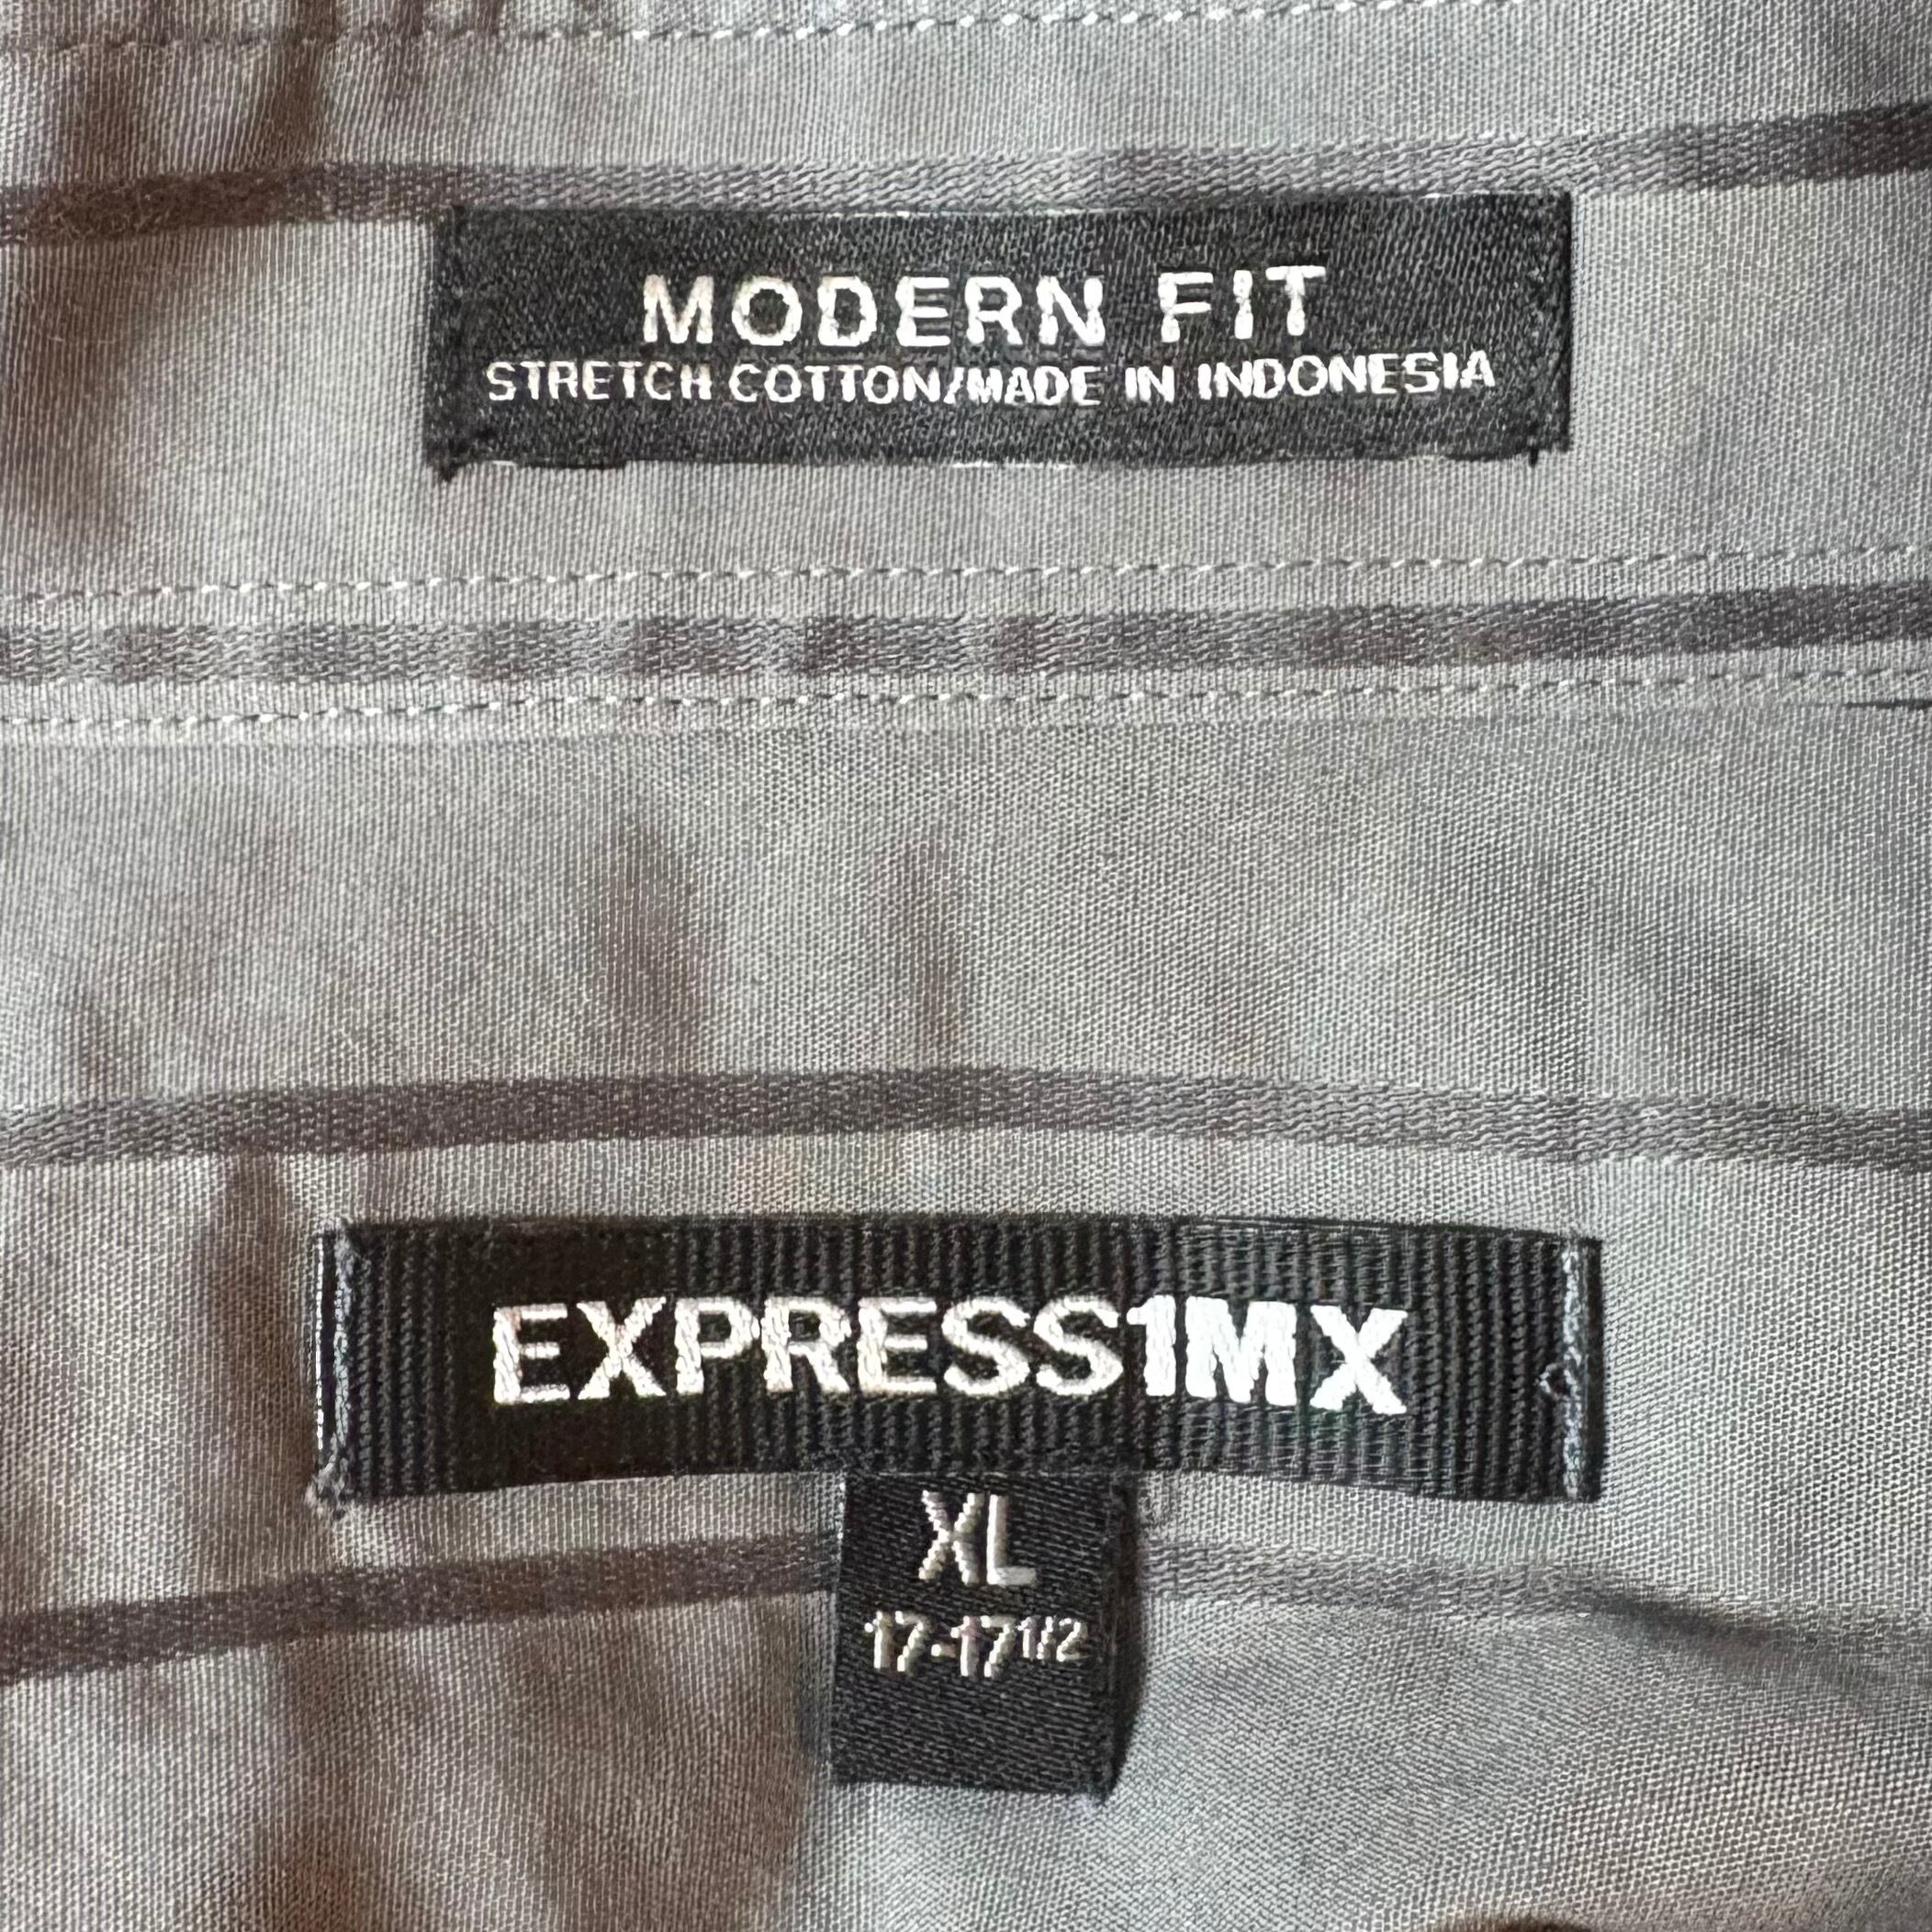 MODERN FIT
STRETCH COTTON/MADE IN INDONESIA
EXPRESS1MX
XL
17-17 1/2